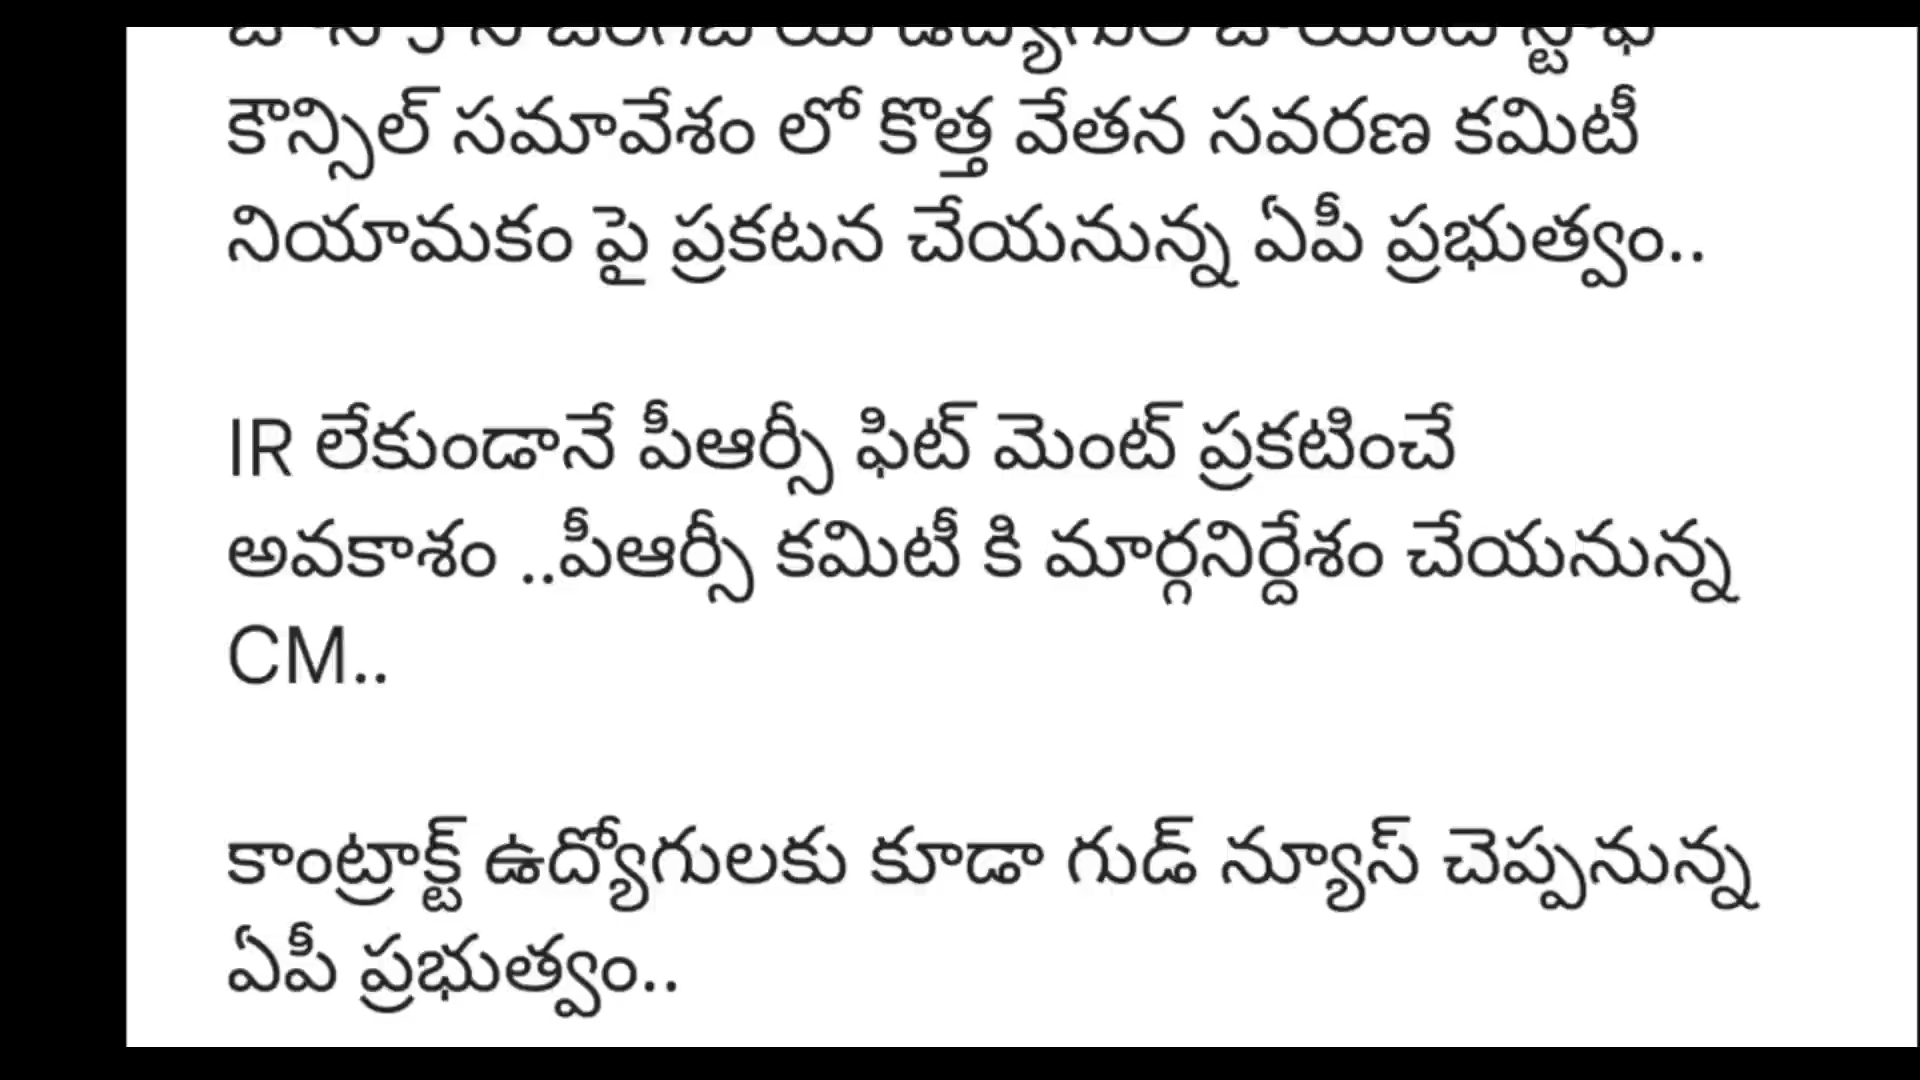 ఉద్యోగుల జాయింట్ స్టాఫ్
కౌన్సిల్ సమావేశం లో కొత్త వేతన సవరణ కమిటీ
నియామకం పై ప్రకటన చేయనున్న ఏపీ ప్రభుత్వం..
IR లేకుండానే పీఆర్సీ ఫిట్ మెంట్ ప్రకటించే
అవకాశం ..పీఆర్సీ కమిటీ కి మార్గనిర్దేశం చేయనున్న
CM..
కాంట్రాక్ట్ ఉద్యోగులకు కూడా గుడ్ న్యూస్ చెప్పనున్న
ఏపీ ప్రభుత్వం..